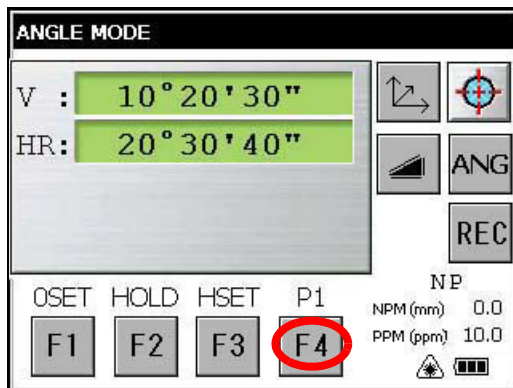 ANGLE MODE
V : 10°20'30"
HR: 20°30'40"
ANG
REC
0SET HOLD HSET P1
F1 F2 F3 F4
NP
NPM (mm) 0.0
PPM (ppm) 10.0